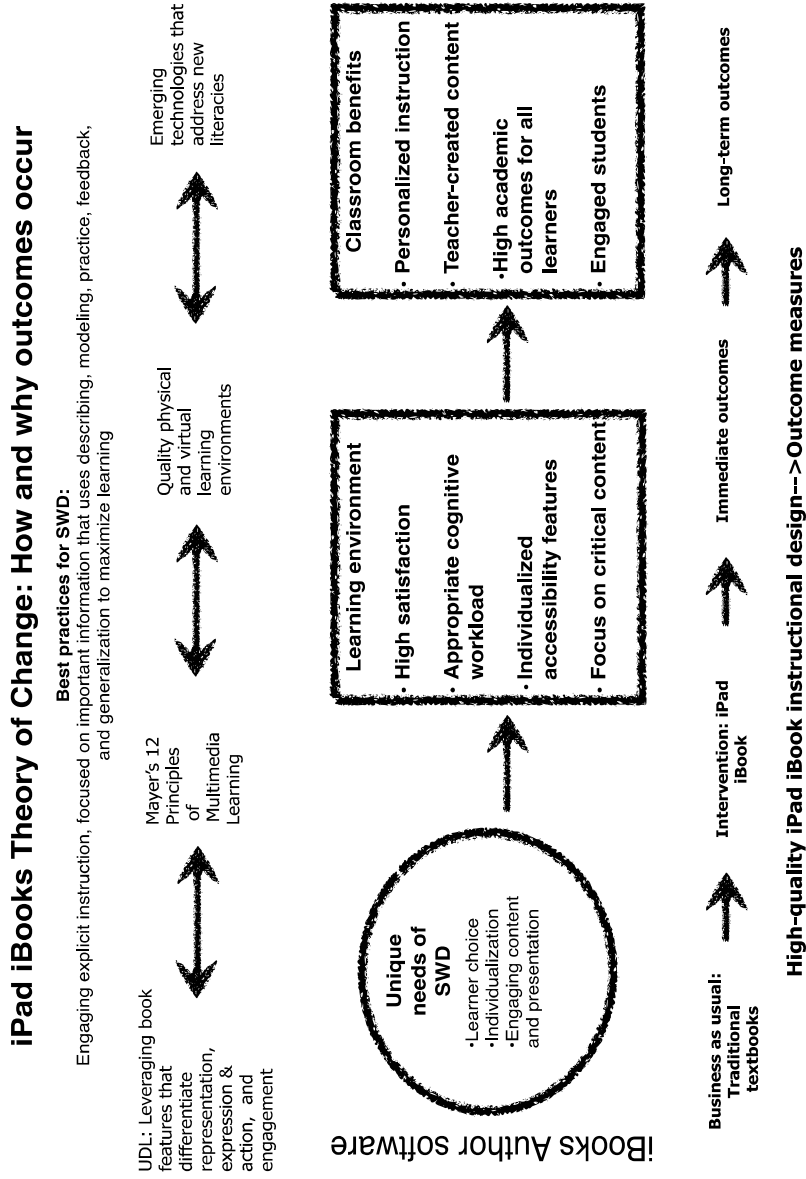 iPad iBooks Theory of Change: How and why outcomes occur
Best practices for SWD:
Engaging explicit instruction, focused on important information that uses describing, modeling, practice, feedback,
and generalization to maximize learning
UDL: Leveraging book
features that
differentiate
representation,
expression &
action, and
engagement
Mayer's 12
Principles
of
Multimedia
Learning
Quality physical
and virtual
learning
environments
Emerging
technologies that
address new
literacies
iBooks Author software
Unique
needs of
SWD
•Learner choice
•Individualization
•Engaging content
and presentation
Learning environment
• High satisfaction
• Appropriate cognitive
workload
• Individualized
accessibility features
• Focus on critical content
Classroom benefits
• Personalized instruction
• Teacher-created content
•High academic
outcomes for all
learners
• Engaged students
Business as usual:
Traditional
textbooks
Intervention: iPad
iBook
Immediate outcomes
Long-term outcomes
High-quality iPad iBook instructional design-->Outcome measures